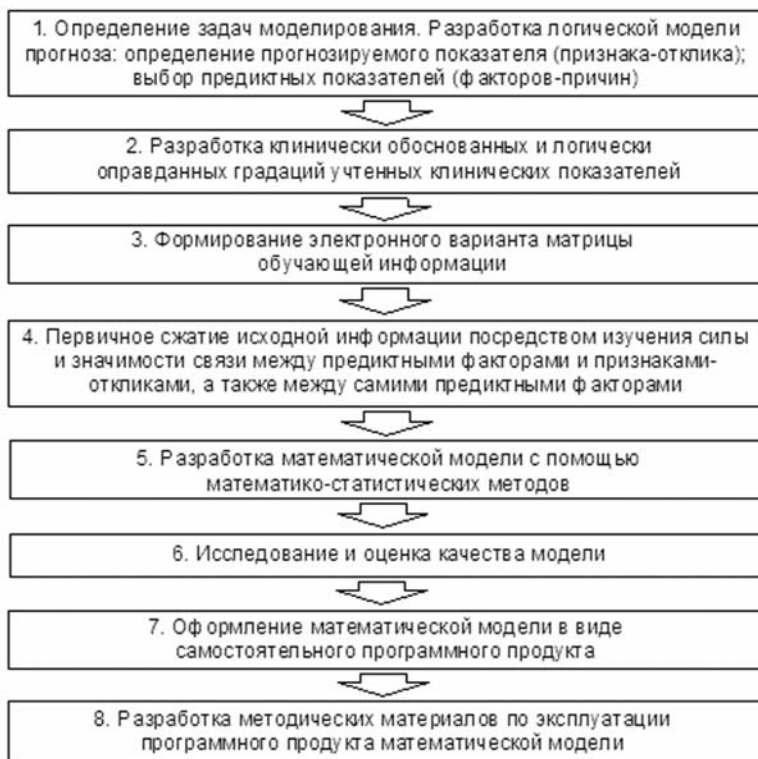 1. Определение задач моделирования. Разработка логической модели
прогноза: определение прогнозируемого показателя (признака-отклика);
выбор предиктных показателей (факторов-причин)
2. Разработка клинически обоснованных и логически
оправданных градаций учтенных клинических показателей
3. Формирование электронного варианта матрицы
обучающей информации
4. Первичное сжатие исходной информации посредством изучения силы
и значимости связи между предиктными факторами и признаками-
откликами, а также между самими предиктными факторами
5. Разработка математической модели с помощью
математико-статистических методов
6. Исследование и оценка качества модели
7. Оформление математической модели в виде
самостоятельного программного продукта
8. Разработка методических материалов по эксплуатации
программного продукта математической модели